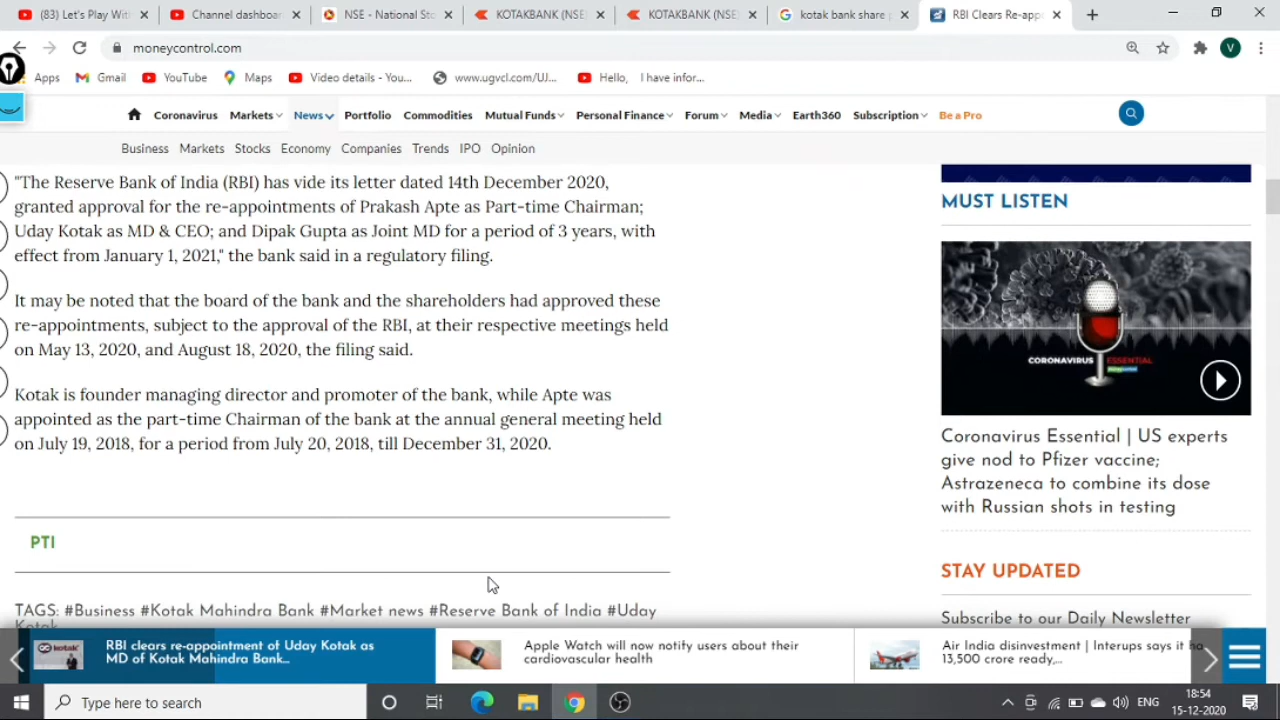 (83) Let's Play Wit
Channel dashboar
NSE - National Sto
KOTAKBANK (NSE)
KOTAKBANK (NSE)
kotak bank share p
RBI Clears Re-appo
moneycontrol.com
V
Apps
Gmail
YouTube
Maps
Video details - You...
www.ugvcl.com/UJ...
Hello, I have infor...
Coronavirus Markets News Portfolio Commodities Mutual Funds Personal Finance Forum Media Earth360 Subscription Be a Pro
Business Markets Stocks Economy Companies Trends IPO Opinion
"The Reserve Bank of India (RBI) has vide its letter dated 14th December 2020,
granted approval for the re-appointments of Prakash Apte as Part-time Chairman;
Uday Kotak as MD & CEO; and Dipak Gupta as Joint MD for a period of 3 years, with
effect from January 1, 2021," the bank said in a regulatory filing.
It may be noted that the board of the bank and the shareholders had approved these
re-appointments, subject to the approval of the RBI, at their respective meetings held
on May 13, 2020, and August 18, 2020, the filing said.
Kotak is founder managing director and promoter of the bank, while Apte was
appointed as the part-time Chairman of the bank at the annual general meeting held
on July 19, 2018, for a period from July 20, 2018, till December 31, 2020.
PTI
TAGS: #Business #Kotak Mahindra Bank #Market news #Reserve Bank of India #Uday
Kotak
MUST LISTEN
CORONAVIRUS ESSENTIAL
Coronavirus Essential | US experts
give nod to Pfizer vaccine;
Astrazeneca to combine its dose
with Russian shots in testing
STAY UPDATED
Subscribe to our Daily Newsletter
kotak
RBI clears re-appointment of Uday Kotak as
MD of Kotak Mahindra Bank...
Apple Watch will now notify users about their
cardiovascular health
Air India disinvestment | Interups says it ha
13,500 crore ready,...
Type here to search
ENG
18:54
15-12-2020